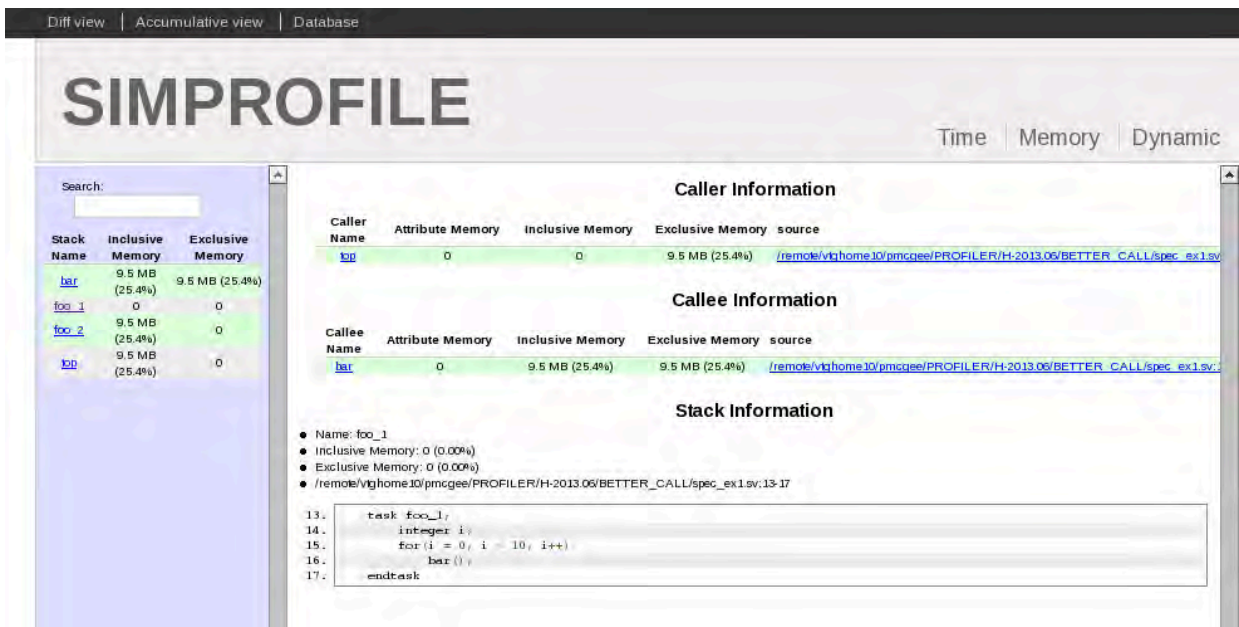 Diff view | Accumulative view | Database
SIMPROFILE
Time | Memory | Dynamic
Search:
Stack Name Inclusive Memory Exclusive Memory
bar 9.5 MB (25.4%) 9.5 MB (25.4%)
foo_1 0 0
foo_2 9.5 MB (25.4%) 0
top 9.5 MB (25.4%) 0
Caller Information
Caller Name Attribute Memory Inclusive Memory Exclusive Memory source
top 0 0 9.5 MB (25.4%) /remote/vtghome10/pmcgee/PROFILER/H-2013.06/BETTER_CALL/spec_ex1.sv
Callee Information
Callee Name Attribute Memory Inclusive Memory Exclusive Memory source
bar 0 9.5 MB (25.4%) 9.5 MB (25.4%) /remote/vtghome10/pmcgee/PROFILER/H-2013.06/BETTER_CALL/spec_ex1.sv:
Stack Information
● Name: foo_1
● Inclusive Memory: 0 (0.00%)
● Exclusive Memory: 0 (0.00%)
● /remote/vtghome10/pmcgee/PROFILER/H-2013.06/BETTER_CALL/spec_ex1.sv:13-17
13. task foo_1;
14. integer i;
15. for(i = 0; i 10; i++)
16. bar();
17. endtask